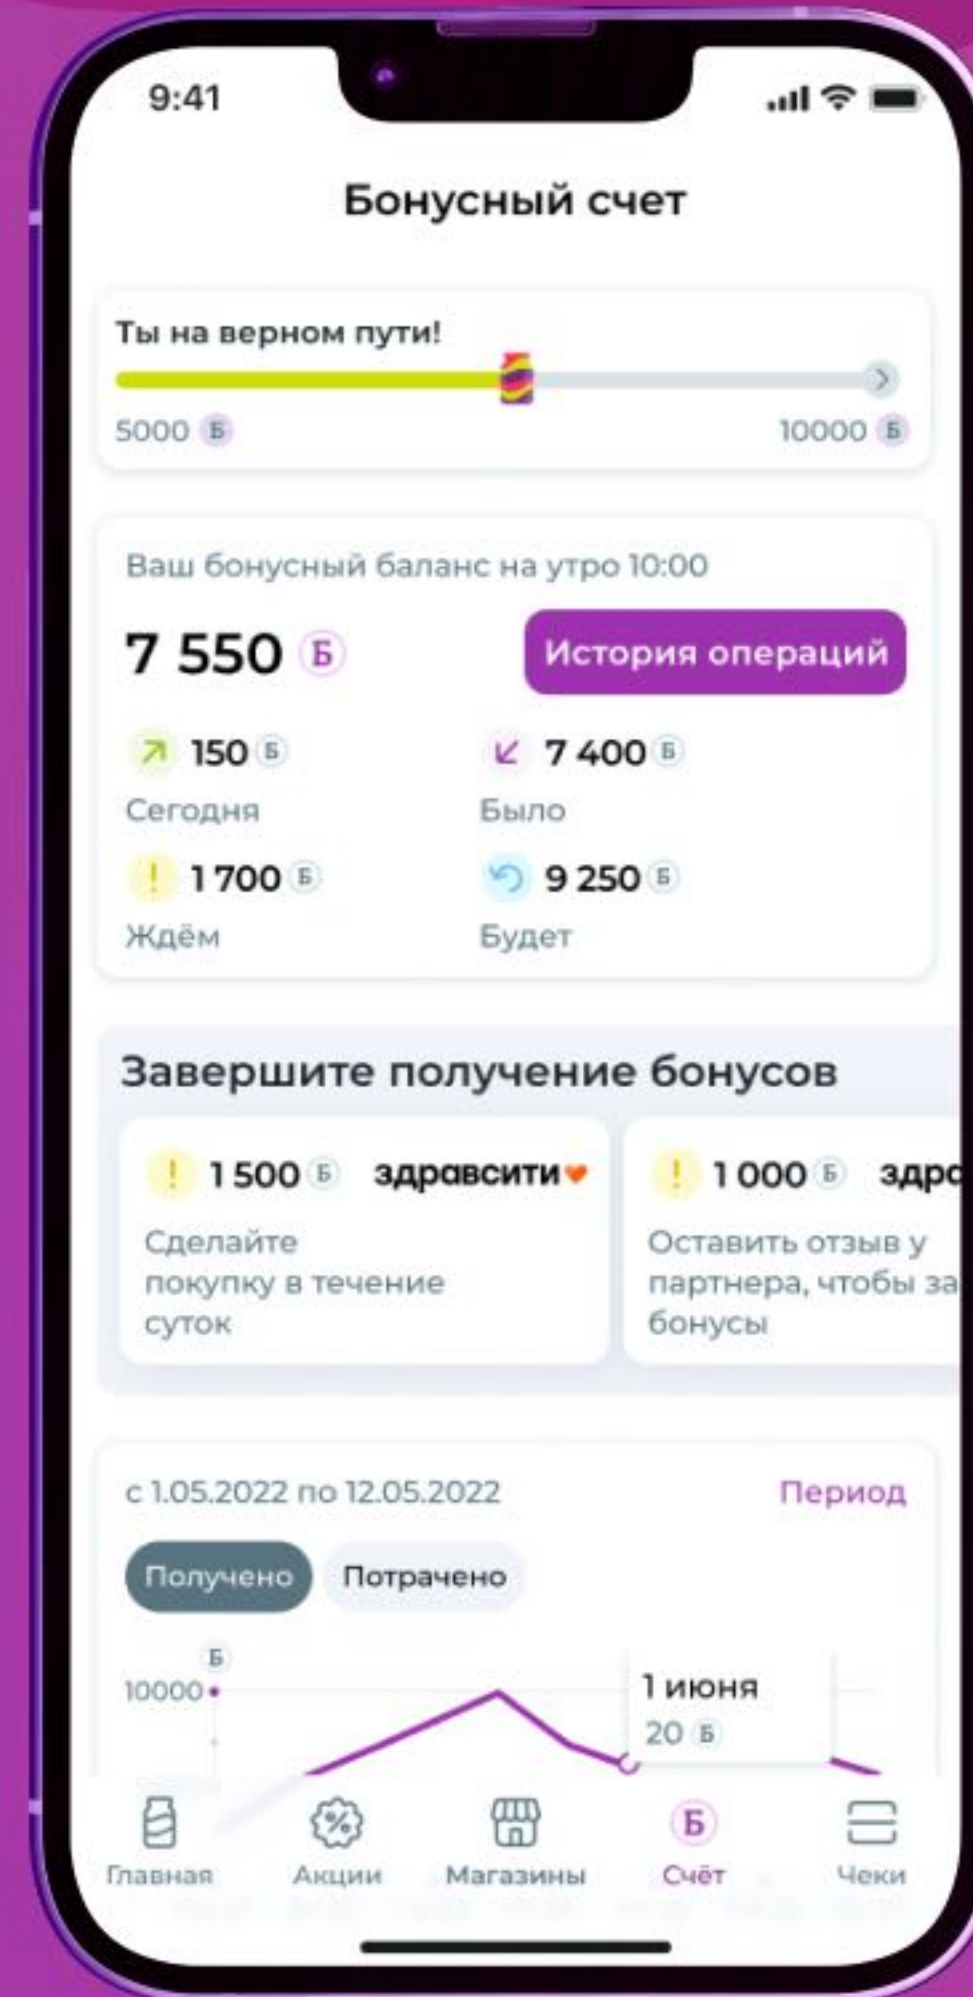 9:41
Бонусный счет
Ты на верном пути!
5000 Б
10000 Б
Ваш бонусный баланс на утро 10:00
7 550 Б
История операций
150 Б
7 400 Б
Сегодня
Было
! 1 700 Б
9 250 Б
Ждём
Будет
Завершите получение бонусов
! 1 500 Б здравсити
! 1 000 Б здра
Сделайте
покупку в течение
суток
Оставить отзыв у
партнера, чтобы за
бонусы
с 1.05.2022 по 12.05.2022
Период
Получено
Потрачено
Б
10000
1 июня
20 Б
%
Б
Главная
Акции
Магазины
Счёт
Чеки